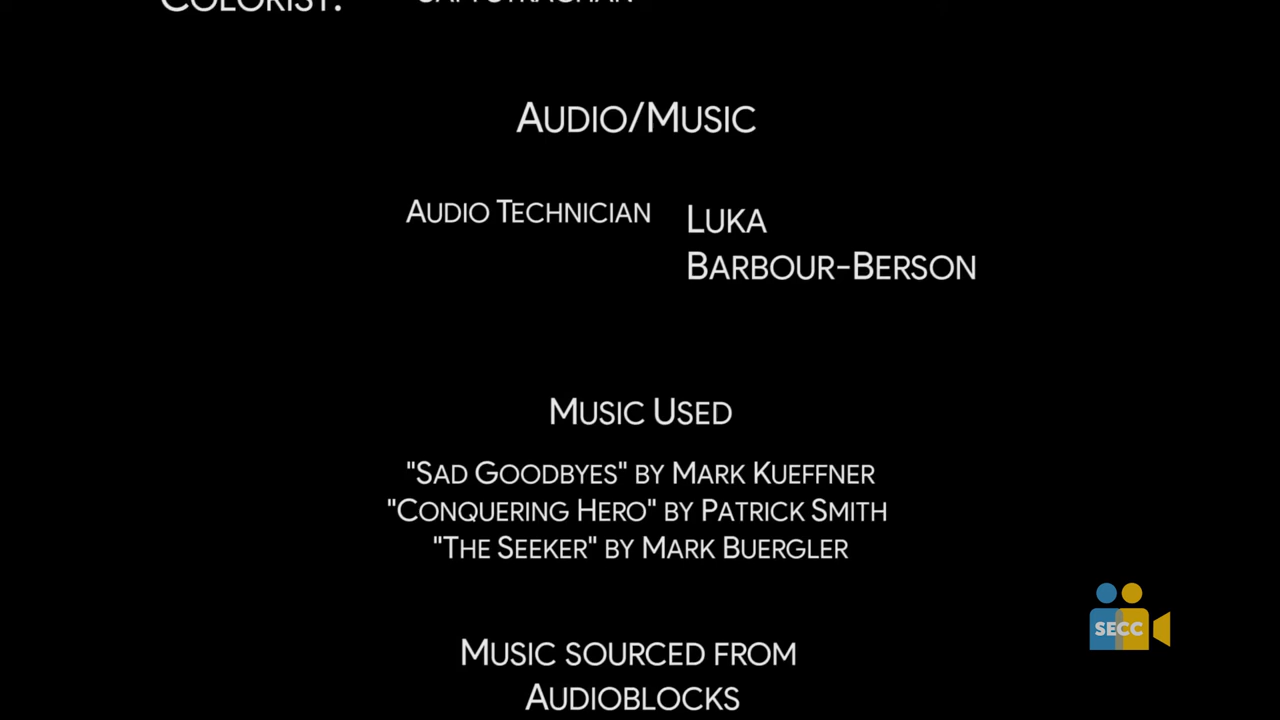 COLORIST:
AUDIO/MUSIC
AUDIO TECHNICIAN LUKA
BARBOUR-BERSON
MUSIC USED
"SAD GOODBYES" BY MARK KUEFFNER
"CONQUERING HERO" BY PATRICK SMITH
"THE SEEKER" BY MARK BUERGLER
SECC
MUSIC SOURCED FROM
AUDIOBLOCKS